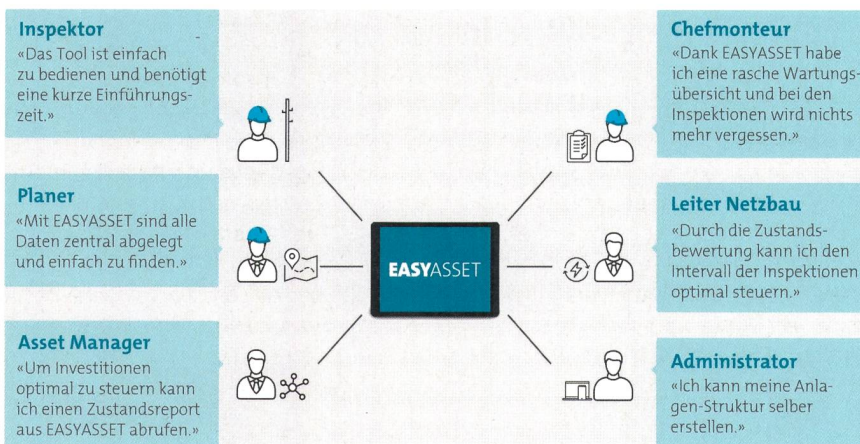 Inspektor
«Das Tool ist einfach
zu bedienen und benötigt
eine kurze Einführungs-
zeit.»
Planer
«Mit EASYASSET sind alle
Daten zentral abgelegt
und einfach zu finden.»
Asset Manager
«Um Investitionen
optimal zu steuern kann
ich einen Zustandsreport
aus EASYASSET abrufen.»
EASYASSET
Chefmonteur
«Dank EASYASSET habe
ich eine rasche Wartungs-
übersicht und bei den
Inspektionen wird nichts
mehr vergessen.»
Leiter Netzbau
«Durch die Zustands-
bewertung kann ich den
Intervall der Inspektionen
optimal steuern.»
Administrator
«Ich kann meine Anla-
gen-Struktur selber
erstellen.»